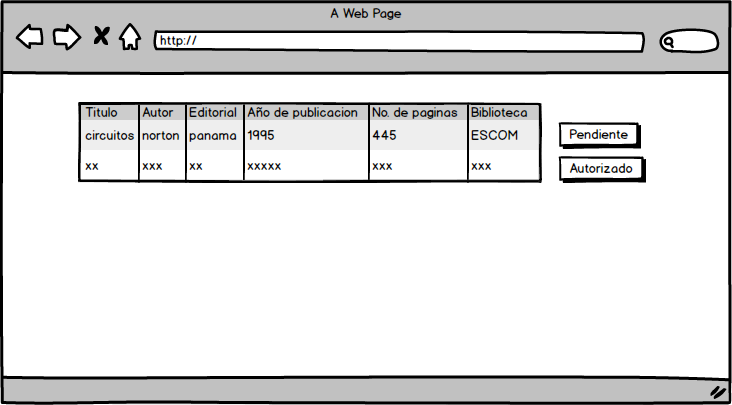 A Web Page
http://
Titulo Autor Editorial Año de publicacion No. de paginas Biblioteca
circuitos norton panama 1995 445 ESCOM Pendiente
xx xxx xx xxxxx xxx xxx Autorizado